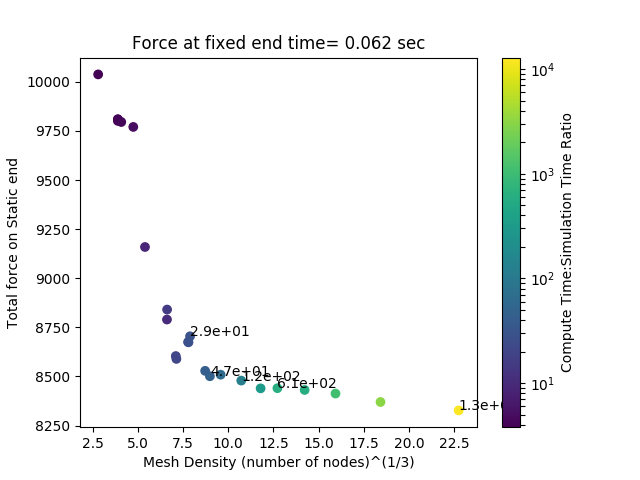 Force at fixed end time= 0.062 sec
Total force on Static end
10000
9750
9500
9250
9000
8750
8500
8250
2.9e+01
4.7e+01
1.2e+02
6.1e+02
1.3e+0
2.5
5.0
7.5
10.0
12.5
15.0
17.5
20.0
22.5
Mesh Density (number of nodes)^(1/3)
10^4
10^3
10^2
10^1
Compute Time:Simulation Time Ratio